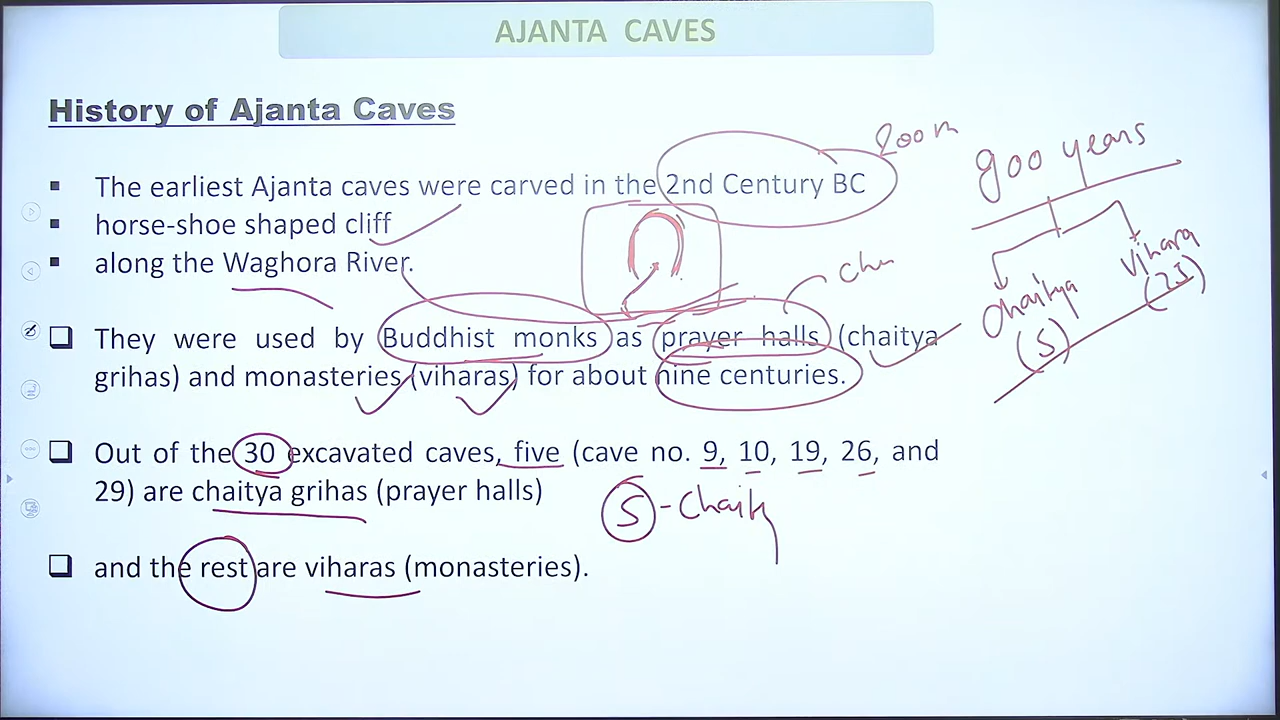 AJANTA CAVES
History of Ajanta Caves
▪ The earliest Ajanta caves were carved in the 2nd Century BC
▪ horse-shoe shaped cliff
▪ along the Waghora River.
❑ They were used by Buddhist monks as prayer halls (chaitya
grihas) and monasteries (viharas) for about nine centuries.
❑ Out of the 30 excavated caves, five (cave no. 9, 10, 19, 26, and
29) are chaitya grihas (prayer halls)
❑ and the rest are viharas (monasteries).
900 years
Chaitya
(5)
Vihara
5 - Chaity